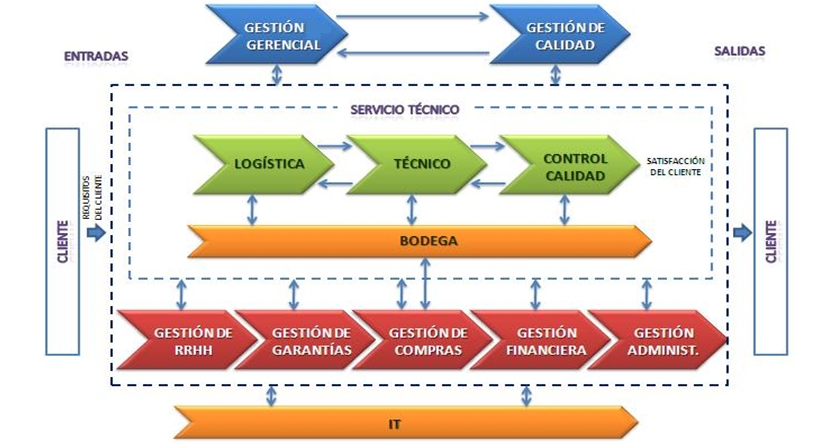 GESTIÓN
GERENCIAL
GESTIÓN DE
CALIDAD
ENTRADAS
SALIDAS
SERVICIO TÉCNICO
LOGÍSTICA
TÉCNICO
CONTROL
CALIDAD
SATISFACCIÓN
DEL CLIENTE
CLIENTE
REQUISITOS
DEL CLIENTE
CLIENTE
BODEGA
GESTIÓN DE
RRHH
GESTIÓN DE
GARANTÍAS
GESTIÓN DE
COMPRAS
GESTIÓN
FINANCIERA
GESTIÓN
ADMINIST.
IT